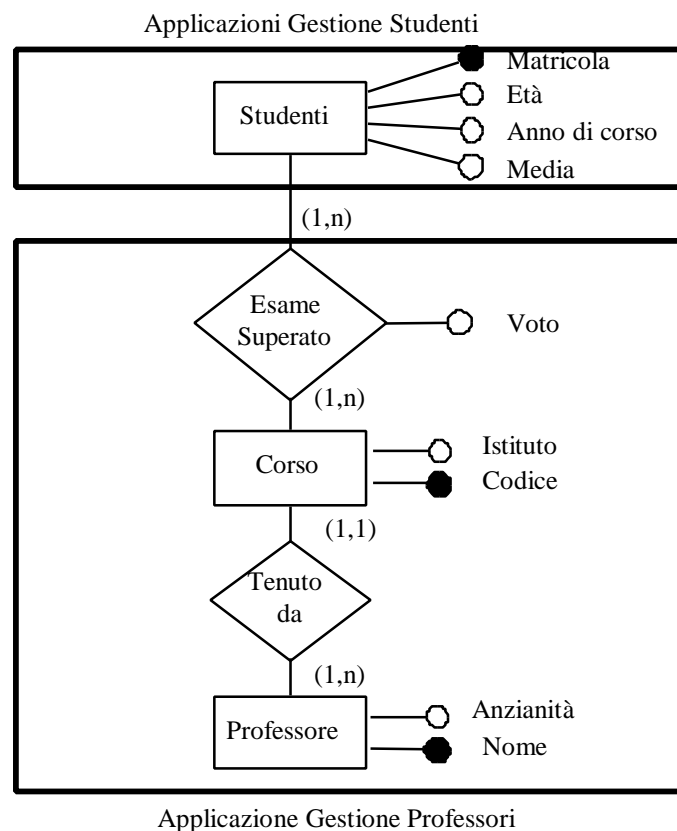 Applicazioni Gestione Studenti
Matricola
Età
Studenti
Anno di corso
Media
(1,n)
Esame
Superato
Voto
(1,n)
Istituto
Corso
Codice
(1,1)
Tenuto
da
(1,n)
Anzianità
Professore
Nome
Applicazione Gestione Professori